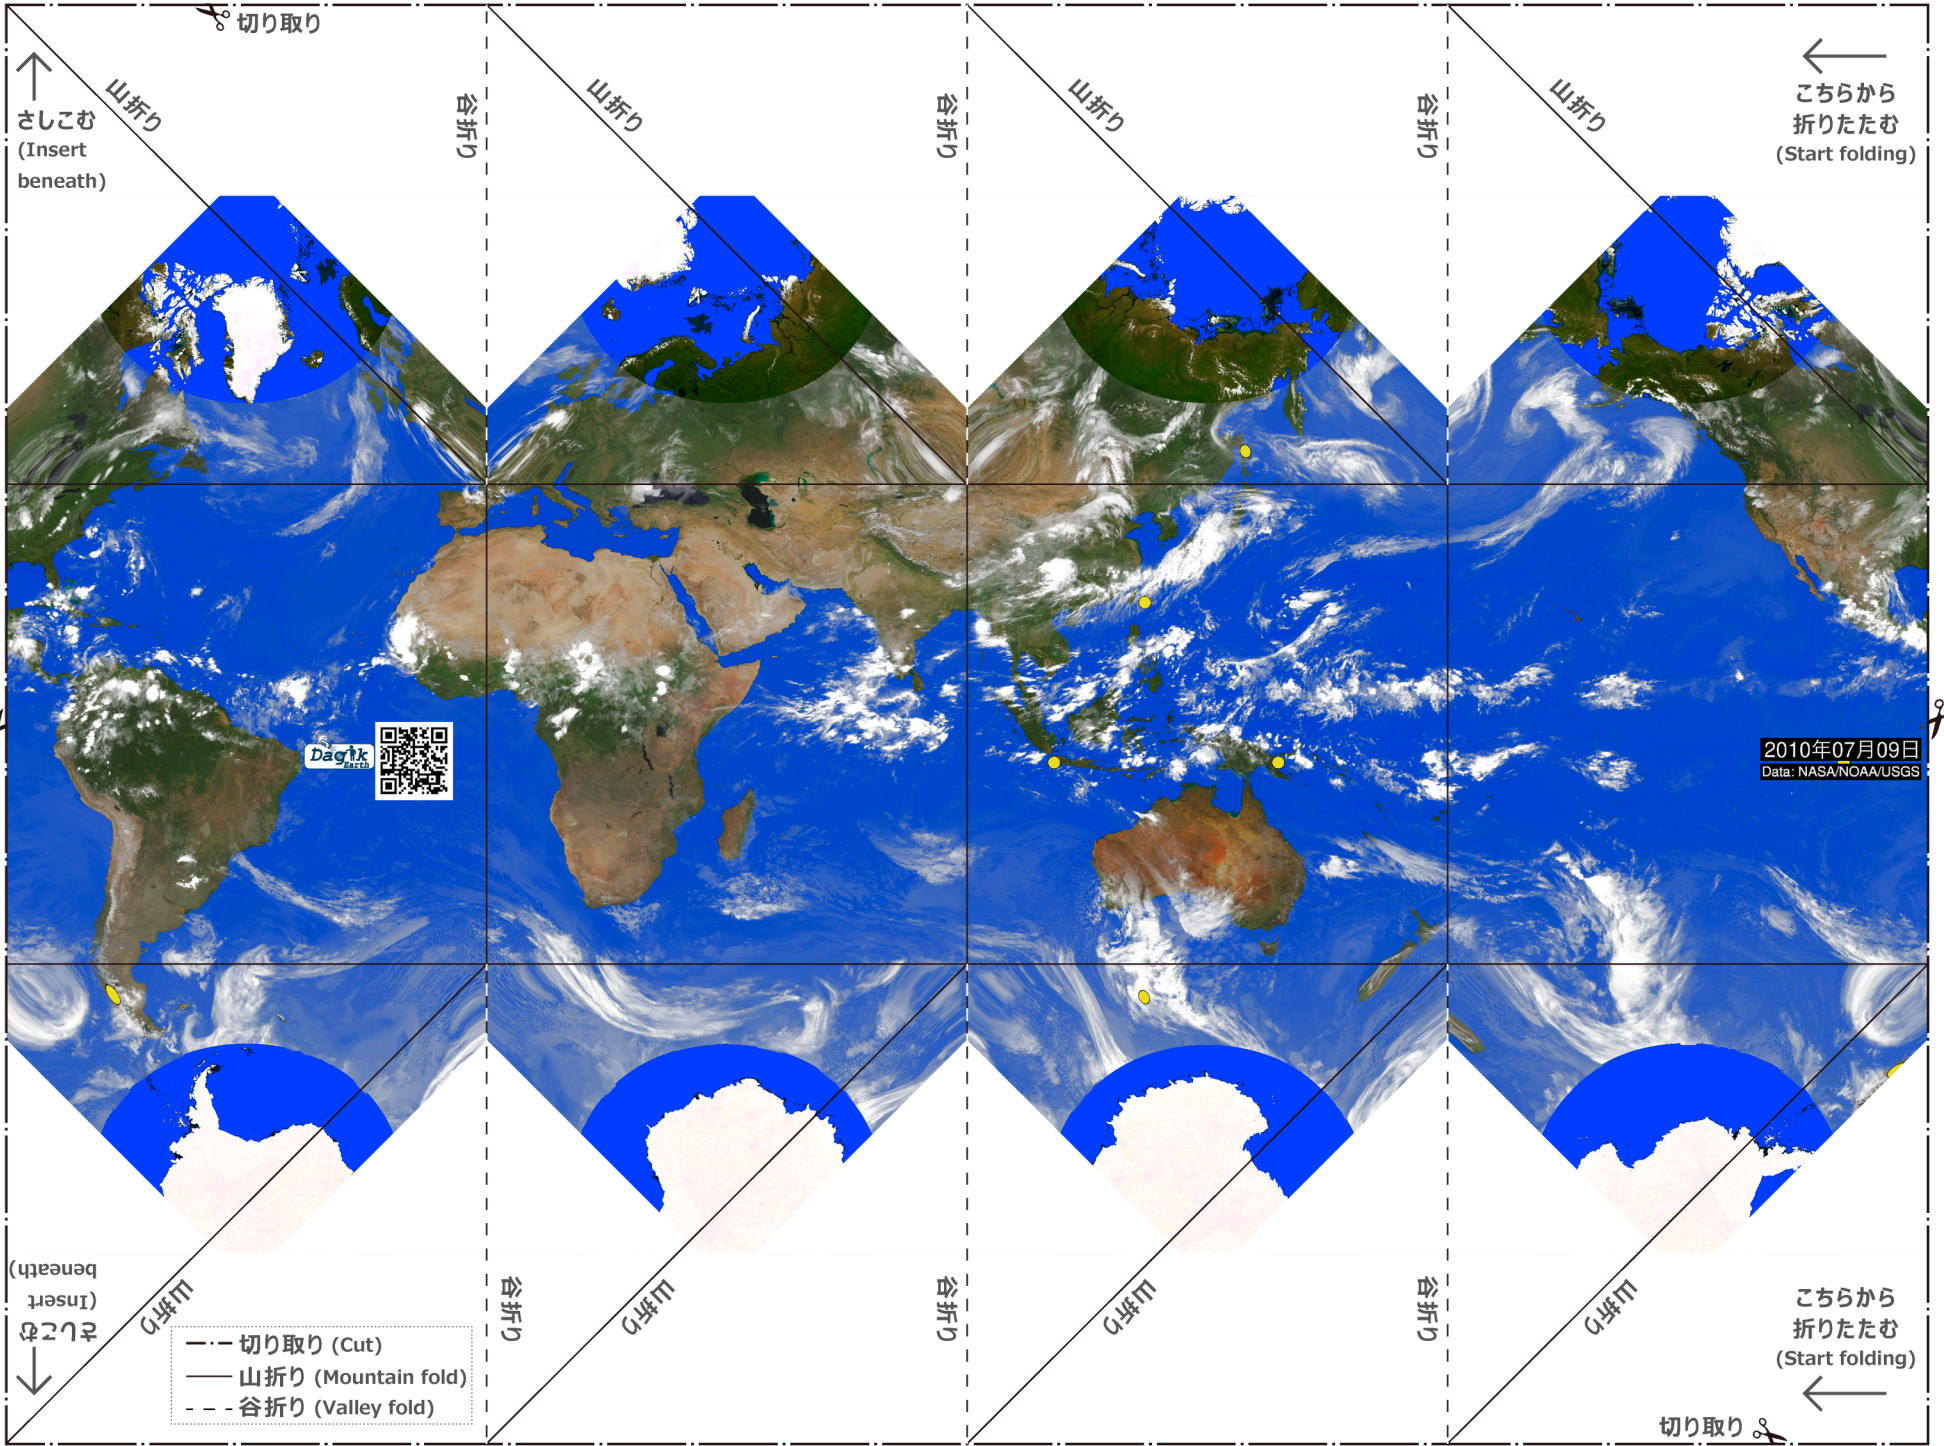 切り取り
山折り
谷折り
山折り
谷折り
山折り
谷折り
山折り
さしこむ
(Insert
beneath)
こちらから
折りたたむ
(Start folding)
Dagik
Earth
2010年07月09日
Data: NASA/NOAA/USGS
さしこむ
(Insert
beneath)
山折り
谷折り
山折り
谷折り
山折り
谷折り
山折り
切り取り (Cut)
山折り (Mountain fold)
谷折り (Valley fold)
こちらから
折りたたむ
(Start folding)
切り取り